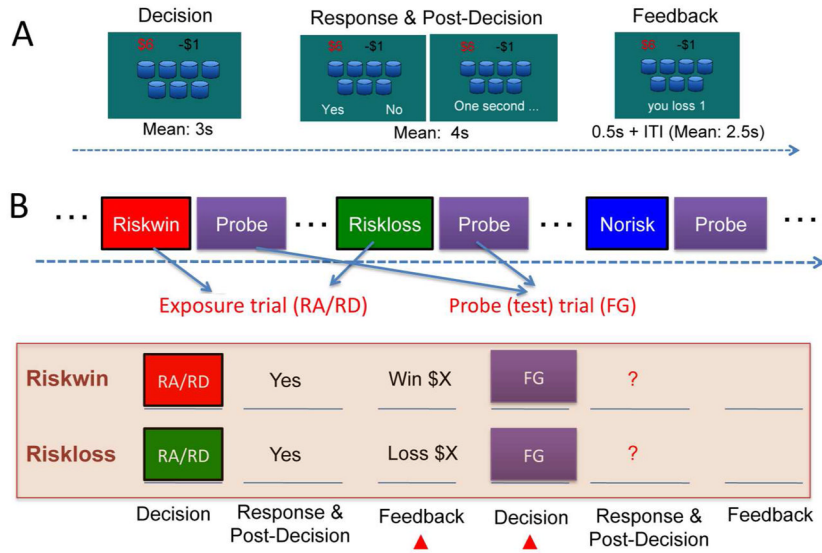 A
Decision
Response & Post-Decision
Feedback
$6 -$1
$6 -$1
Yes No
$6 -$1
One second ...
$6 -$1
you loss 1
Mean: 3s
Mean: 4s
0.5s + ITI (Mean: 2.5s)
B
... Riskwin Probe ... Riskloss Probe ... Norisk Probe ...
Exposure trial (RA/RD)
Probe (test) trial (FG)
Riskwin RA/RD Yes Win $X FG ?
Riskloss RA/RD Yes Loss $X FG ?
Decision
Response &
Post-Decision
Feedback
Decision
Response &
Post-Decision
Feedback